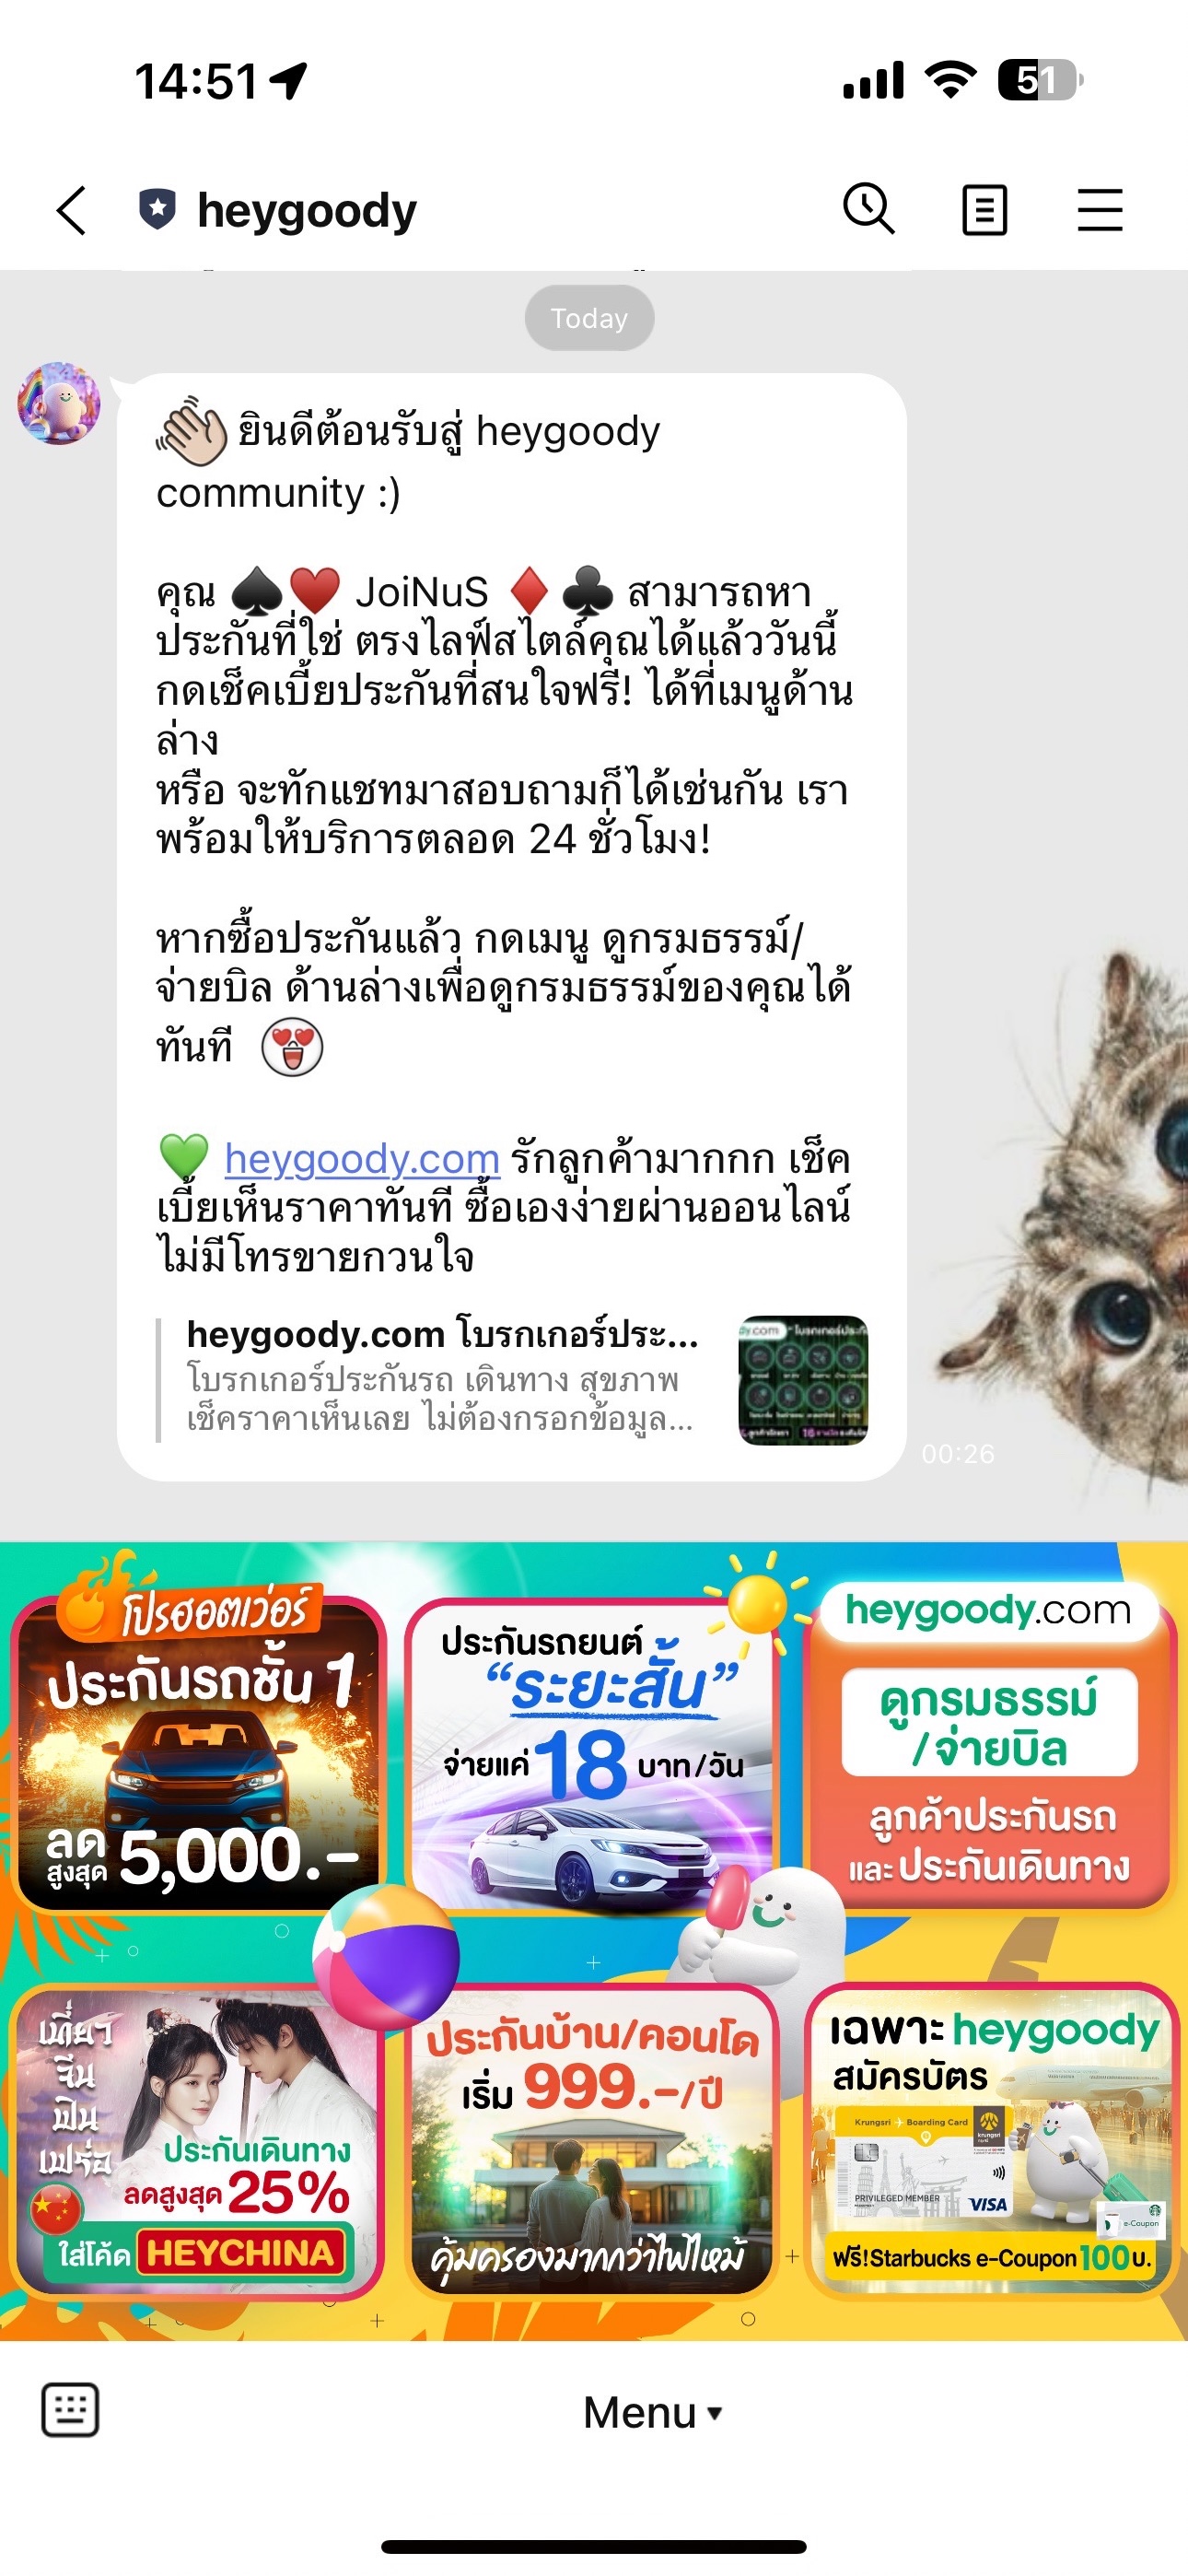 14:51
51
heygoody
Today
👋 ยินดีต้อนรับสู่ heygoody
community :)
คุณ ♠️♥️ JoiNuS ♦️♣️ สามารถหา
ประกันที่ใช่ ตรงไลฟ์สไตล์คุณได้แล้ววันนี้
กดเช็คเบี้ยประกันที่สนใจฟรี! ได้ที่เมนูด้าน
ล่าง
หรือ จะทักแชทมาสอบถามก็ได้เช่นกัน เรา
พร้อมให้บริการตลอด 24 ชั่วโมง!
หากซื้อประกันแล้ว กดเมนู ดูกรมธรรม์/
จ่ายบิล ด้านล่างเพื่อดูกรมธรรม์ของคุณได้
ทันที
💚 heygoody.com รักลูกค้ามากกก เช็ค
เบี้ยเห็นราคาทันที ซื้อเองง่ายผ่านออนไลน์
ไม่มีโทรขายกวนใจ
heygoody.com โบรกเกอร์ประ...
โบรกเกอร์ประกันรถ เดินทาง สุขภาพ
เช็คราคาเห็นเลย ไม่ต้องกรอกข้อมูล...
00:26
โปรฮอตเว่อร์
ประกันรถชั้น 1
ลด
สูงสุด 5,000.-
ประกันรถยนต์
“ระยะสั้น”
จ่ายแค่ 18 บาท/วัน
heygoody.com
ดูกรมธรรม์
/จ่ายบิล
ลูกค้าประกันรถ
และประกันเดินทาง
เที่ยว
จีน
ฟิน
เฟร่อ
ประกันเดินทาง
ลดสูงสุด 25%
ใส่โค้ด HEYCHINA
ประกันบ้าน/คอนโด
เริ่ม 999.-/ปี
คุ้มครองมากกว่าไฟไหม้
เฉพาะ heygoody
สมัครบัตร
Krungsri Boarding Card
krungsri
PRIVILEGED MEMBER
VISA
e-Coupon
ฟรี!Starbucks e-Coupon 100บ.
Menu ▾